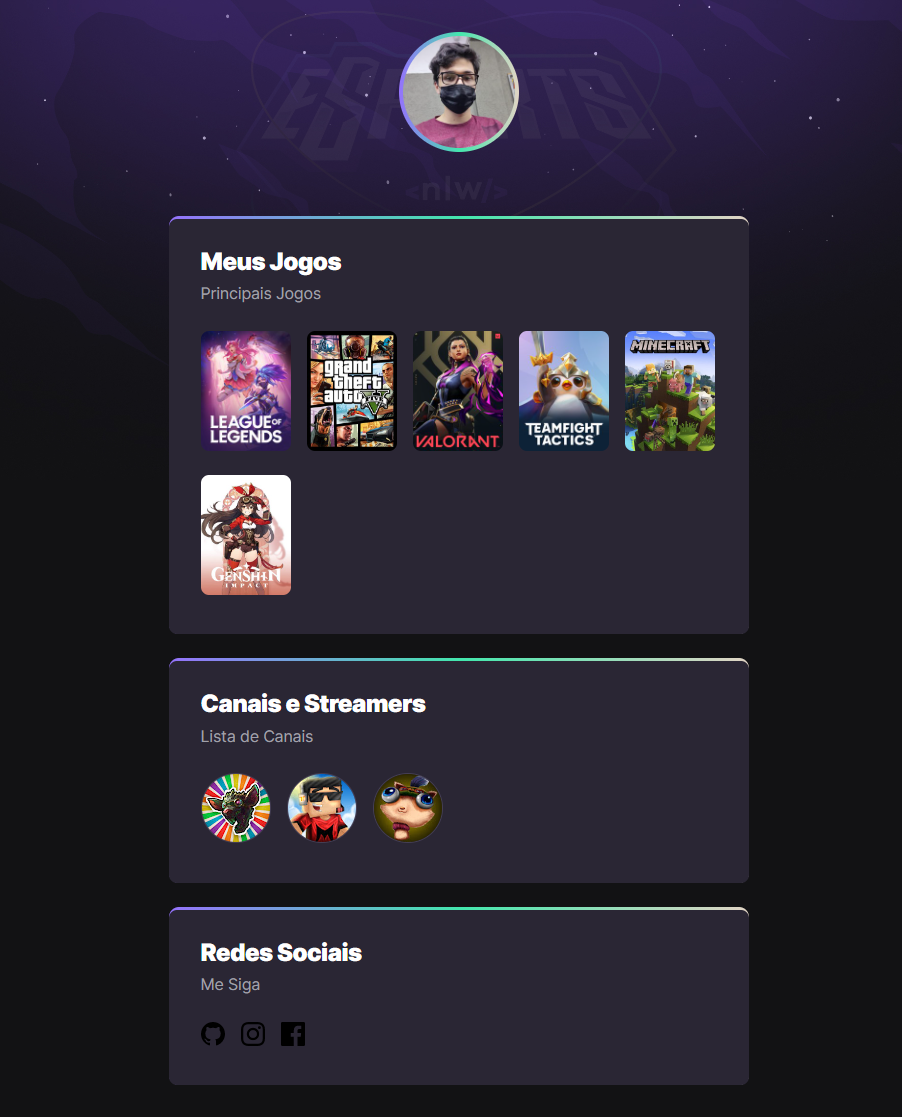 ESPORTS
<nlw/>
Meus Jogos
Principais Jogos
LEAGUE OF
LEGENDS
grand
theft
auto V
FIVE
VALORANT
TEAMFIGHT
TACTICS
MINECRAFT
GENSHIN
IMPACT
Canais e Streamers
Lista de Canais
Redes Sociais
Me Siga